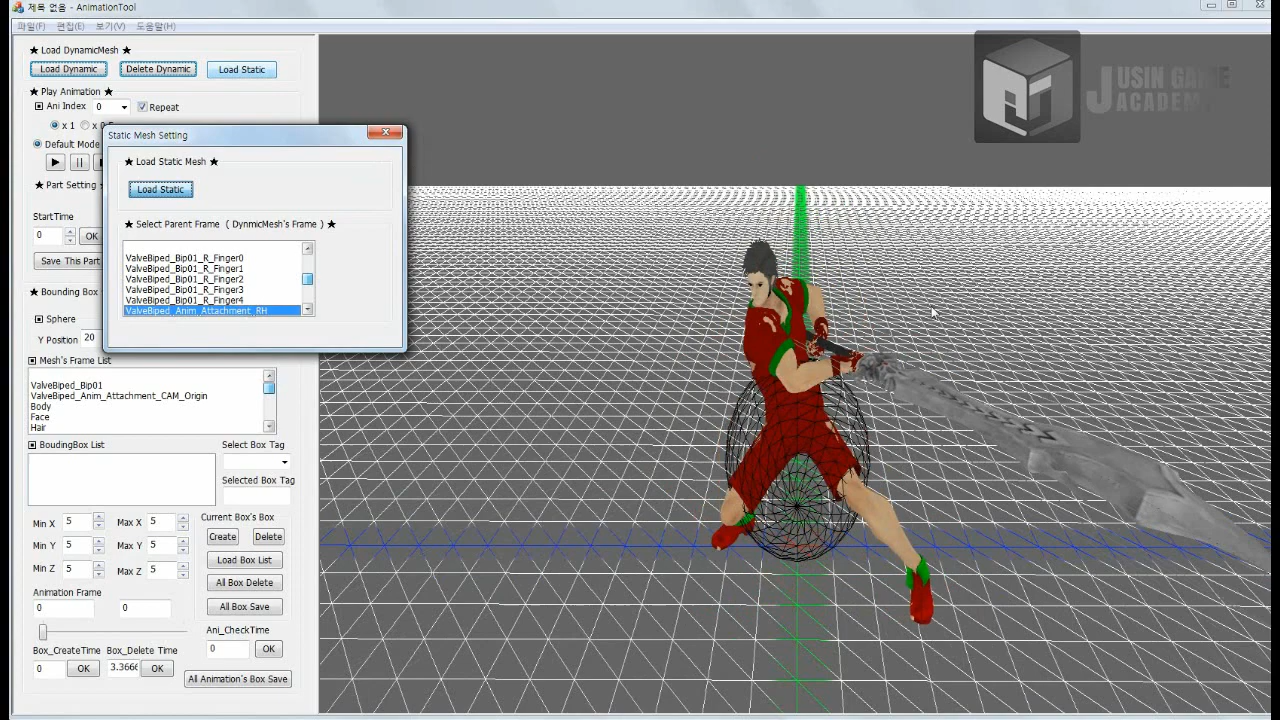 제목 없음 - AnimationTool
파일(F) 편집(E) 보기(V) 도움말(H)
★ Load DynamicMesh ★
Load Dynamic Delete Dynamic Load Static
★ Play Animation ★
Ani Index 0 Repeat
x 1
Default Mode
★ Part Setting
StartTime
0 OK
Save This Part
★ Bounding Box
Sphere
Y Position 20
Static Mesh Setting
★ Load Static Mesh ★
Load Static
★ Select Parent Frame ( DynmicMesh's Frame ) ★
ValveBiped_Bip01_R_Finger0
ValveBiped_Bip01_R_Finger1
ValveBiped_Bip01_R_Finger2
ValveBiped_Bip01_R_Finger3
ValveBiped_Bip01_R_Finger4
ValveBiped_Anim_Attachment_RH
Mesh's Frame List
ValveBiped_Bip01
ValveBiped_Anim_Attachment_CAM_Origin
Body
Face
Hair
BoudingBox List
Select Box Tag
Selected Box Tag
Min X 5 Max X 5
Min Y 5 Max Y 5
Min Z 5 Max Z 5
Current Box's Box
Create Delete
Load Box List
All Box Delete
All Box Save
Animation Frame
0 0
Ani_CheckTime
0 OK
Box_CreateTime Box_Delete Time
0 OK 3.3666 OK
All Animation's Box Save
JUSIN GAME
ACADEMY